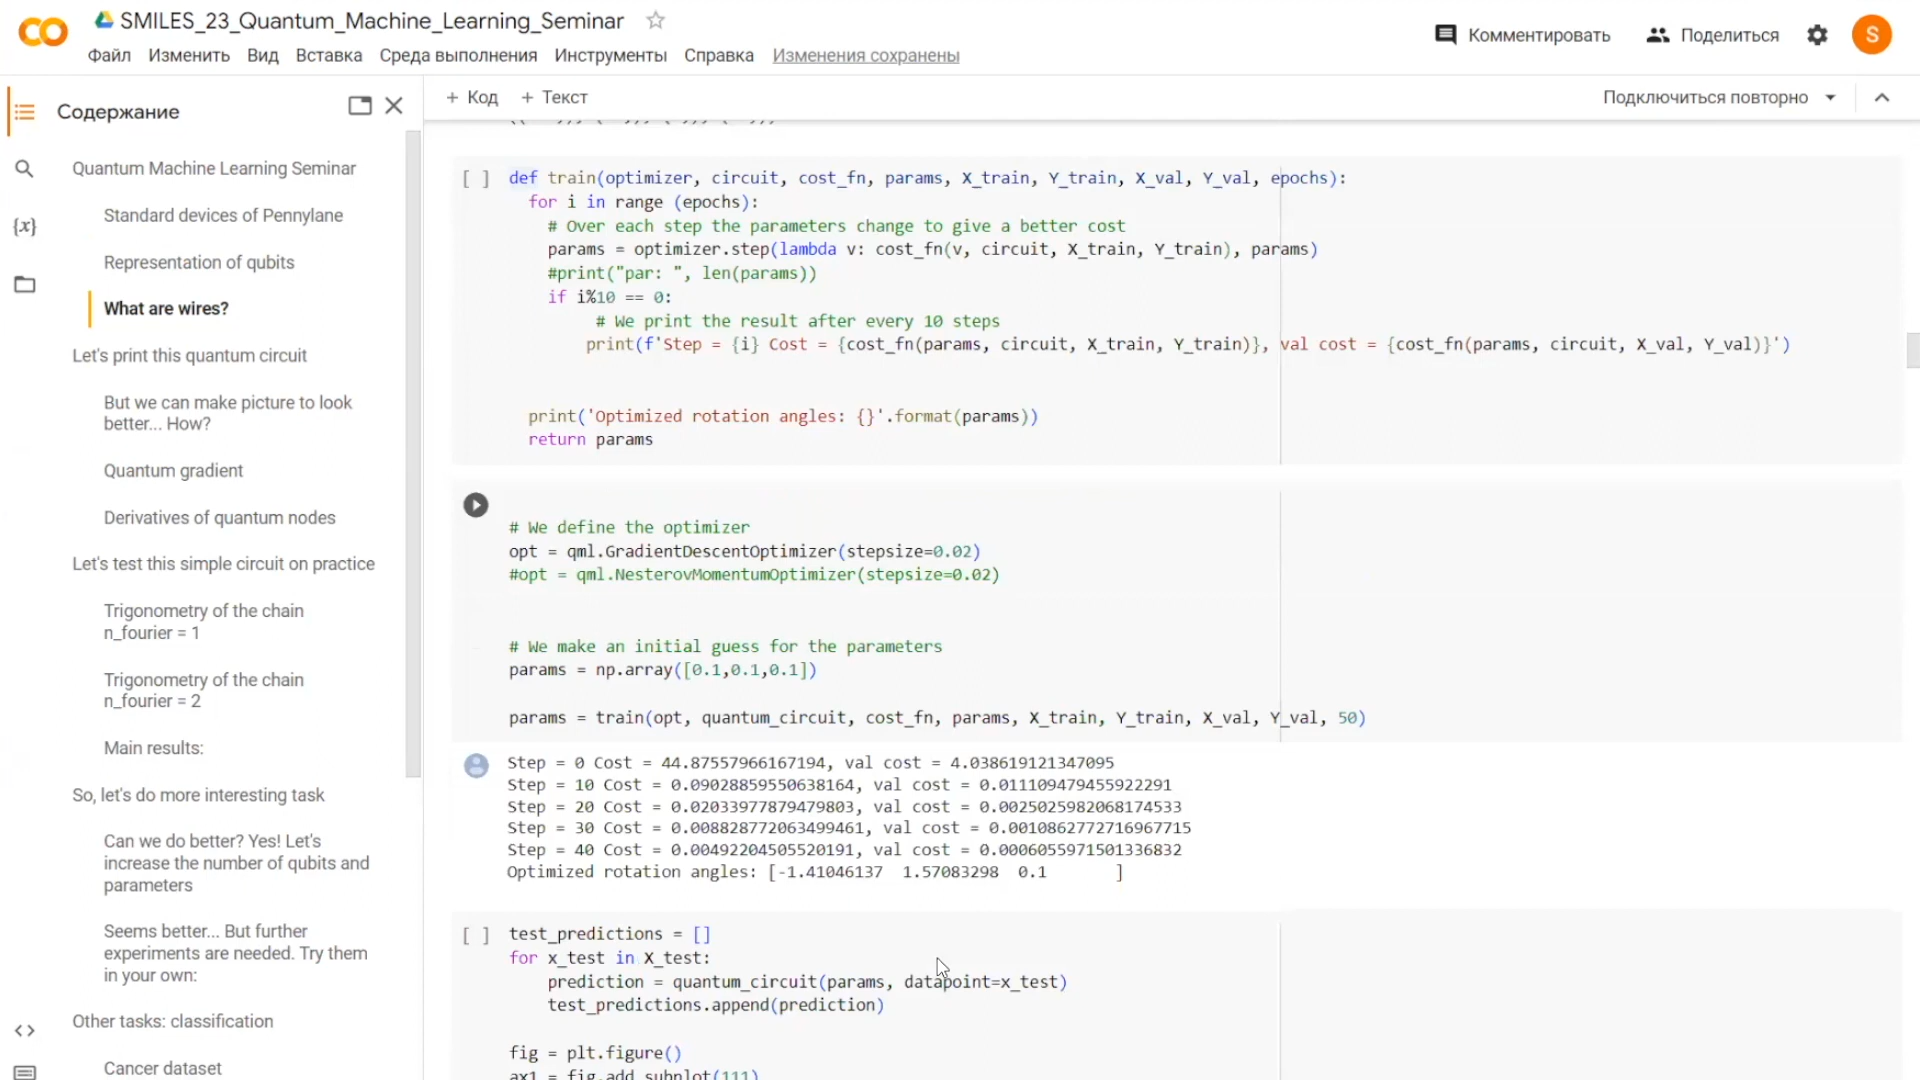 SMILES_23_Quantum_Machine_Learning_Seminar
Комментировать
Поделиться
S
Файл Изменить Вид Вставка Среда выполнения Инструменты Справка Изменения сохранены
Содержание
+ Код + Текст
Подключиться повторно
Quantum Machine Learning Seminar
Standard devices of Pennylane
{x}
Representation of qubits
What are wires?
Let's print this quantum circuit
But we can make picture to look
better... How?
Quantum gradient
Derivatives of quantum nodes
Let's test this simple circuit on practice
Trigonometry of the chain
n_fourier = 1
Trigonometry of the chain
n_fourier = 2
Main results:
So, let's do more interesting task
Can we do better? Yes! Let's
increase the number of qubits and
parameters
Seems better... But further
experiments are needed. Try them
in your own:
Other tasks: classification
Cancer dataset
[ ] def train(optimizer, circuit, cost_fn, params, X_train, Y_train, X_val, Y_val, epochs):
for i in range (epochs):
# Over each step the parameters change to give a better cost
params = optimizer.step(lambda v: cost_fn(v, circuit, X_train, Y_train), params)
#print("par: ", len(params))
if i%10 == 0:
# We print the result after every 10 steps
print(f'Step = {i} Cost = {cost_fn(params, circuit, X_train, Y_train)}, val cost = {cost_fn(params, circuit, X_val, Y_val)}')
print('Optimized rotation angles: {}'.format(params))
return params
# We define the optimizer
opt = qml.GradientDescentOptimizer(stepsize=0.02)
#opt = qml.NesterovMomentumOptimizer(stepsize=0.02)
# We make an initial guess for the parameters
params = np.array([0.1,0.1,0.1])
params = train(opt, quantum_circuit, cost_fn, params, X_train, Y_train, X_val, Y_val, 50)
Step = 0 Cost = 44.87557966167194, val cost = 4.038619121347095
Step = 10 Cost = 0.09028859550638164, val cost = 0.011109479455922291
Step = 20 Cost = 0.02033977879479803, val cost = 0.0025025982068174533
Step = 30 Cost = 0.008828772063499461, val cost = 0.0010862772716967715
Step = 40 Cost = 0.00492204505520191, val cost = 0.0006055971501336832
Optimized rotation angles: [-1.41046137 1.57083298 0.1 ]
[ ] test_predictions = []
for x_test in X_test:
prediction = quantum_circuit(params, datapoint=x_test)
test_predictions.append(prediction)
fig = plt.figure()
ax1 = fig.add_subplot(111)